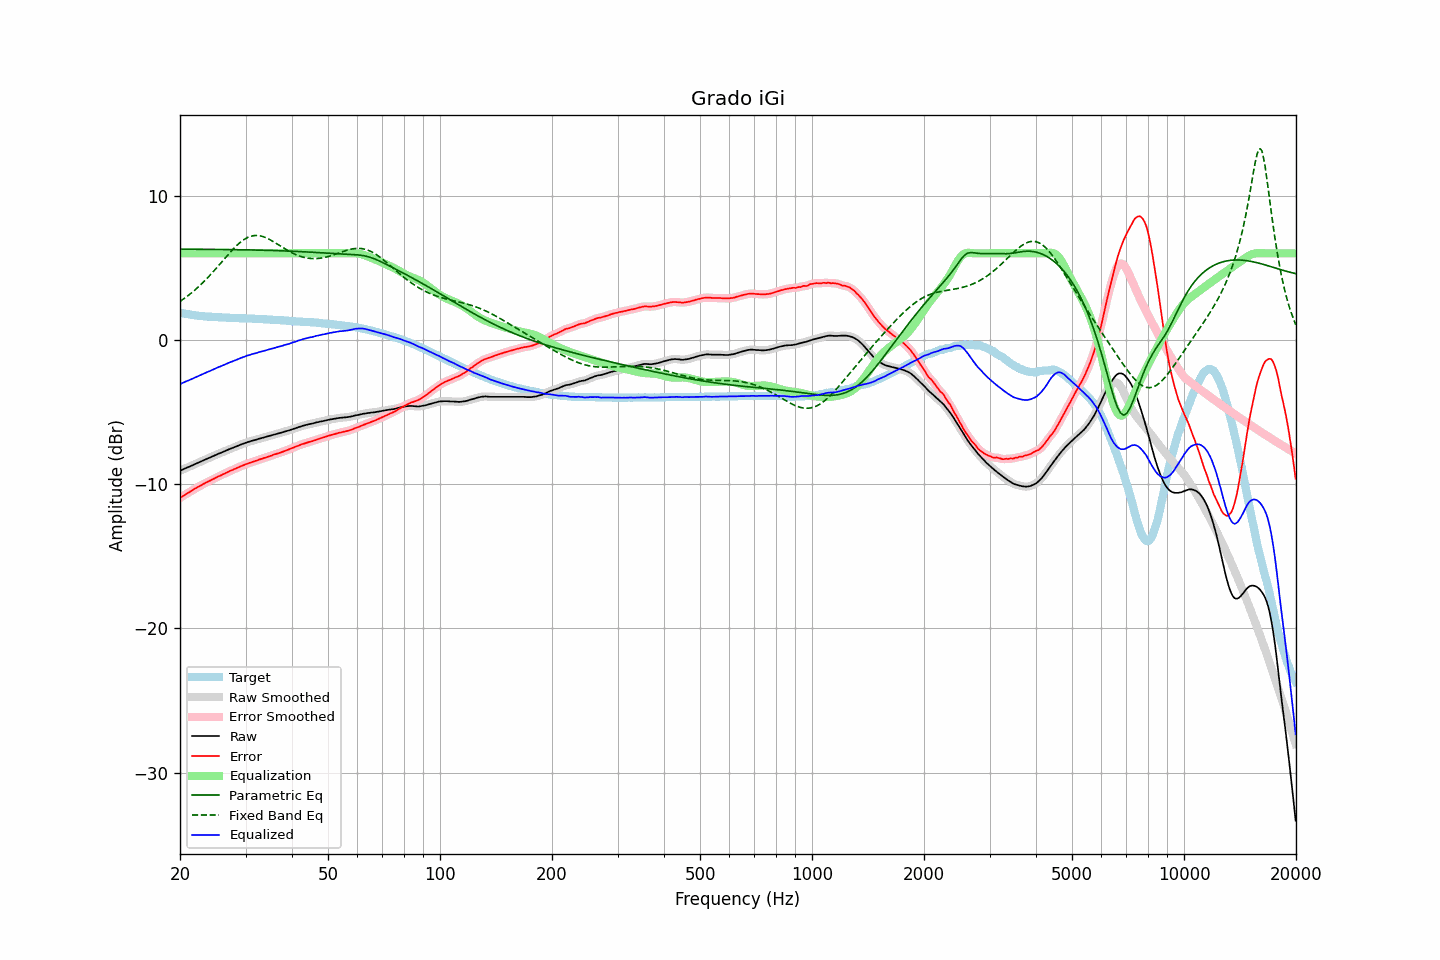 Grado iGi
10
0
−10
−20
−30
Amplitude (dBr)
Target
Raw Smoothed
Error Smoothed
Raw
Error
Equalization
Parametric Eq
Fixed Band Eq
Equalized
20 50 100 200 500 1000 2000 5000 10000 20000
Frequency (Hz)